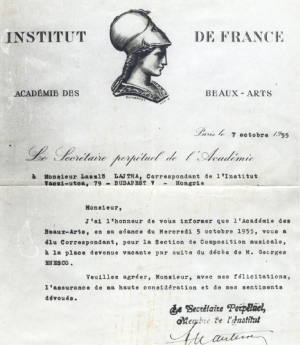 INSTITUT DE FRANCE
ACADÉMIE DES BEAUX-ARTS
Paris le 7 octobre 1955
Le Secrétaire perpétuel de l'Académie
à Monsieur Laszló LAJTHA, Correspondant de l'Institut
Vaczi-utca, 79 - BUDAPEST V - Hongrie
Monsieur,
J'ai l'honneur de vous informer que l'Académie des
Beaux-Arts, en sa séance du Mercredi 5 octobre 1955, vous a
élu Correspondant, pour la Section de Composition musicale,
à la place devenue vacante par suite du décès de M. Georges
ENESCO.
Veuillez agréer, Monsieur, avec mes félicitations,
l'assurance de ma haute considération et de mes sentiments
dévoués.
Le Secrétaire Perpétuel,
Membre de l'Institut